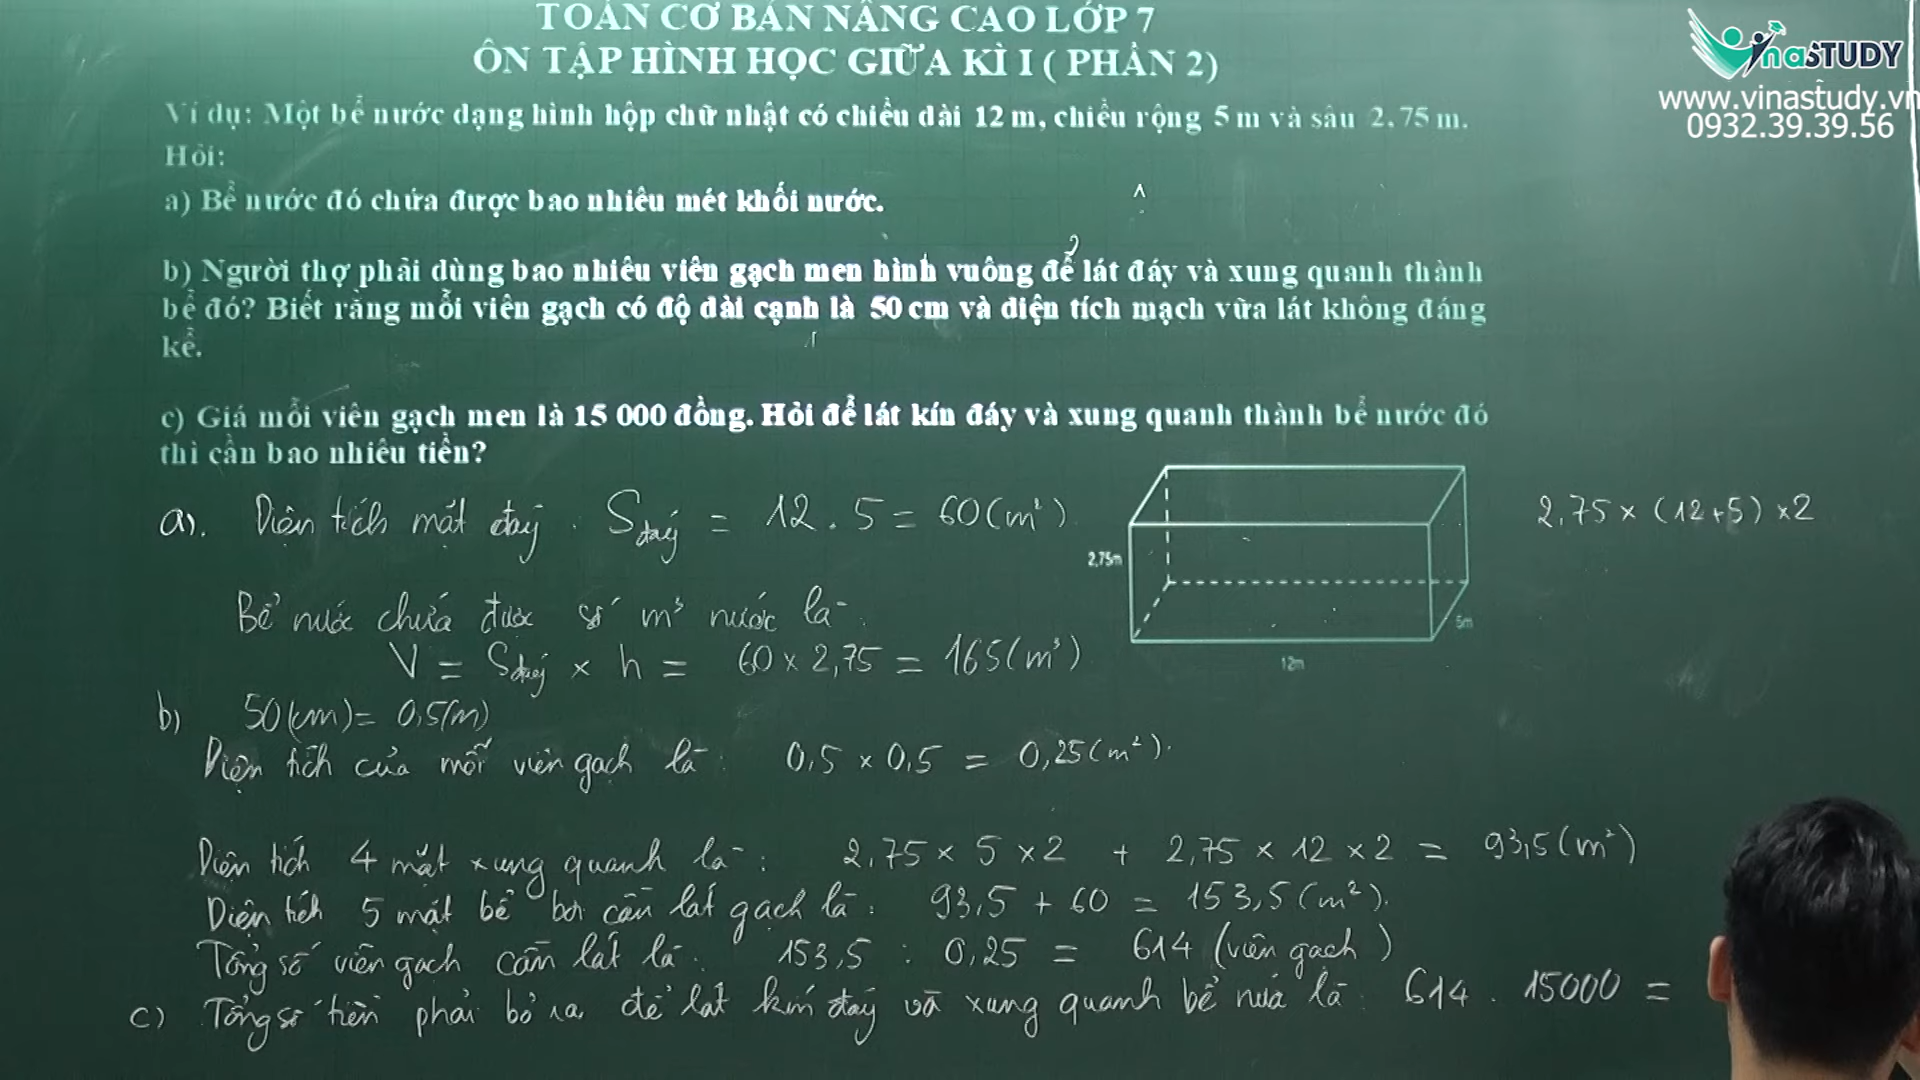 TOÁN CƠ BẢN NÂNG CAO LỚP 7
ÔN TẬP HÌNH HỌC GIỮA KÌ I ( PHẦN 2)
VinaSTUDY
www.vinastudy.vn
0932.39.39.56
Ví dụ: Một bể nước dạng hình hộp chữ nhật có chiều dài 12 m, chiều rộng 5 m và sâu 2.75 m.
Hỏi:
a) Bể nước đó chứa được bao nhiêu mét khối nước.
b) Người thợ phải dùng bao nhiêu viên gạch men hình vuông để lát đáy và xung quanh thành
bể đó? Biết rằng mỗi viên gạch có độ dài cạnh là 50 cm và diện tích mạch vữa lát không đáng
kể.
c) Giá mỗi viên gạch men là 15 000 đồng. Hỏi để lát kín đáy và xung quanh thành bể nước đó
thì cần bao nhiêu tiền?
a). Diện tích mặt đáy. S đáy = 12 . 5 = 60 (m²)
2,75m
5m
12m
2,75 × (12+5) ×2
Bể nước chứa được số m³ nước là:
V = S đáy × h = 60 × 2,75 = 165 (m³)
b) 50(cm) = 0,5(m)
Diện tích của mỗi viên gạch là: 0,5 × 0,5 = 0,25 (m²).
Diện tích 4 mặt xung quanh là: 2,75 × 5 ×2 + 2,75 × 12 ×2 = 93,5 (m²)
Diện tích 5 mặt bể bơi cần lát gạch là: 93,5 + 60 = 153,5 (m²).
Tổng số viên gạch cần lát là: 153,5 : 0,25 = 614 (viên gạch)
c) Tổng số tiền phải bỏ ra để lát kín đáy và xung quanh bể nước là: 614 . 15000 =